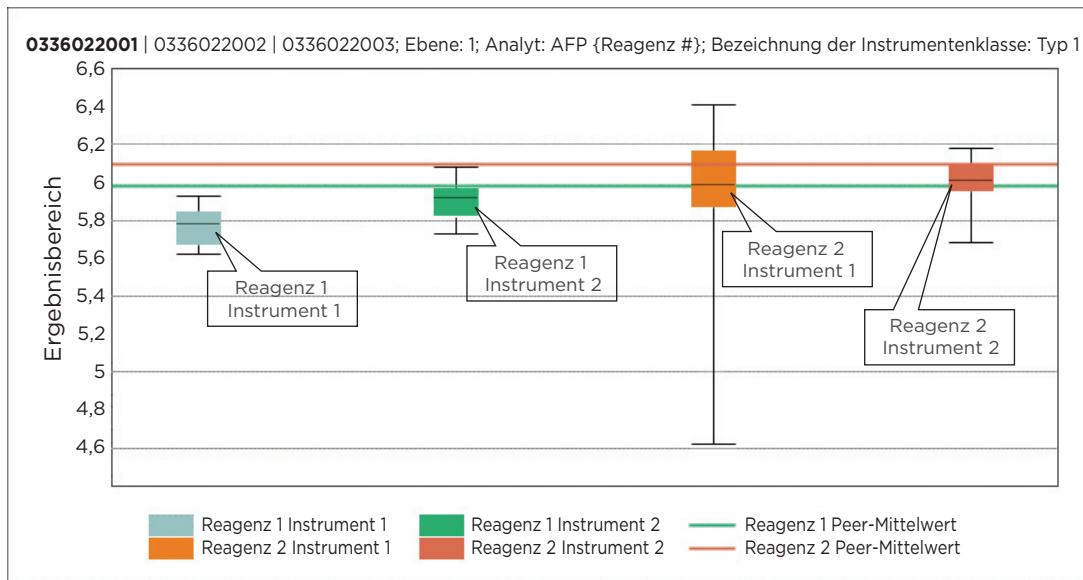 0336022001 | 0336022002 | 0336022003; Ebene: 1; Analyt: AFP {Reagenz #}; Bezeichnung der Instrumentenklasse: Typ 1
Ergebnisbereich
6,6
6,4
6,2
6
5,8
5,6
5,4
5,2
5
4,8
4,6
Reagenz 1
Instrument 1
Reagenz 1
Instrument 2
Reagenz 2
Instrument 1
Reagenz 2
Instrument 2
Reagenz 1 Instrument 1
Reagenz 1 Instrument 2
Reagenz 1 Peer-Mittelwert
Reagenz 2 Instrument 1
Reagenz 2 Instrument 2
Reagenz 2 Peer-Mittelwert